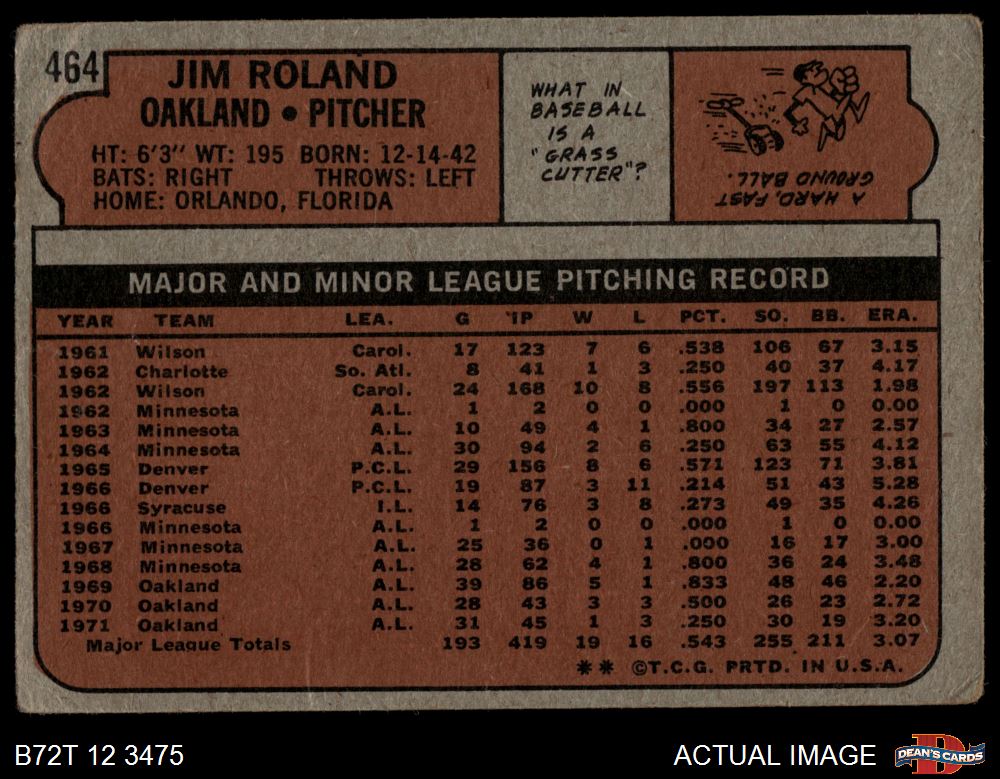 464
JIM ROLAND
OAKLAND • PITCHER
HT: 6'3" WT: 195 BORN: 12-14-42
BATS: RIGHT THROWS: LEFT
HOME: ORLANDO, FLORIDA
WHAT IN
BASEBALL
IS A
"GRASS
CUTTER"?
A HARD, FAST
GROUND BALL.
MAJOR AND MINOR LEAGUE PITCHING RECORD
YEAR TEAM LEA. G IP W L PCT. SO. BB. ERA.
1961 Wilson Carol. 17 123 7 6 .538 106 67 3.15
1962 Charlotte So. Atl. 8 41 1 3 .250 40 37 4.17
1962 Wilson Carol. 24 168 10 8 .556 197 113 1.98
1962 Minnesota A.L. 1 2 0 0 .000 1 0 0.00
1963 Minnesota A.L. 10 49 4 1 .800 34 27 2.57
1964 Minnesota A.L. 30 94 2 6 .250 63 55 4.12
1965 Denver P.C.L. 29 156 8 6 .571 123 71 3.81
1966 Denver P.C.L. 19 87 3 11 .214 51 43 5.28
1966 Syracuse I.L. 14 76 3 8 .273 49 35 4.26
1966 Minnesota A.L. 1 2 0 0 .000 1 0 0.00
1967 Minnesota A.L. 25 36 0 1 .000 16 17 3.00
1968 Minnesota A.L. 28 62 4 1 .800 36 24 3.48
1969 Oakland A.L. 39 86 5 1 .833 48 46 2.20
1970 Oakland A.L. 28 43 3 3 .500 26 23 2.72
1971 Oakland A.L. 31 45 1 3 .250 30 19 3.20
Major League Totals 193 419 19 16 .543 255 211 3.07
** ©T.C.G. PRTD. IN U.S.A.
B72T 12 3475
ACTUAL IMAGE
D
DEAN'S CARDS